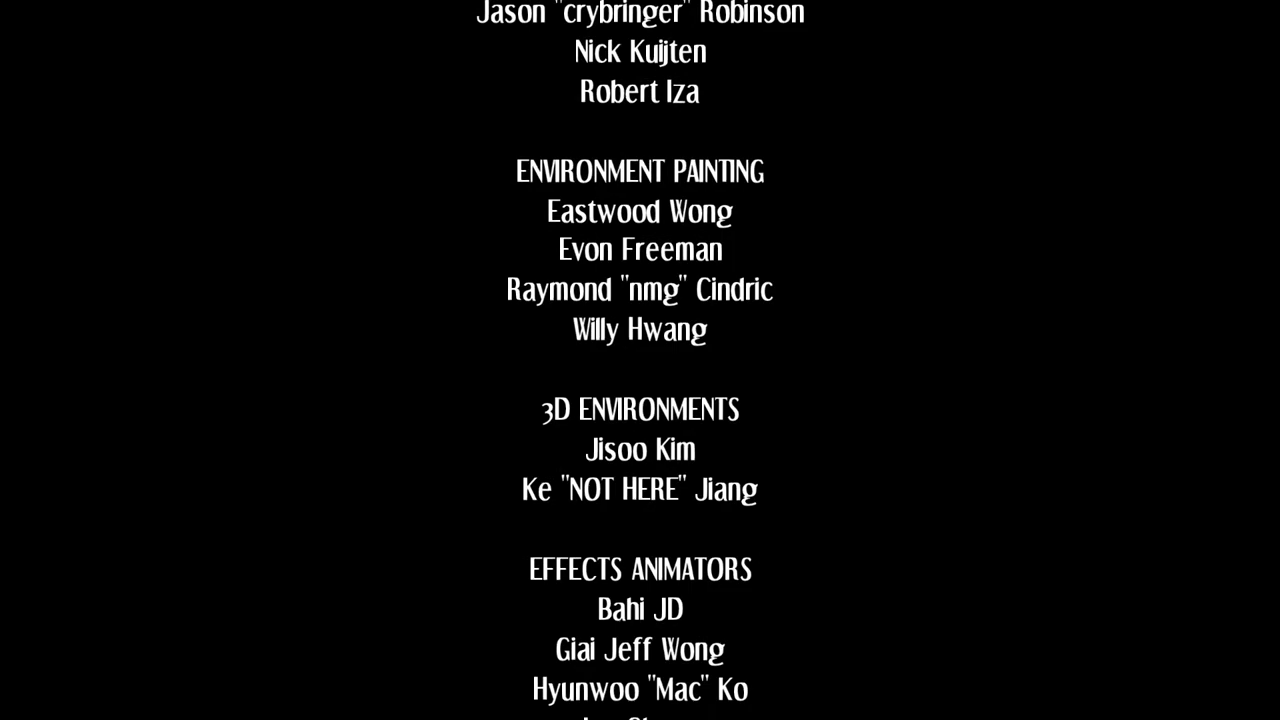 Jason "crybringer" Robinson
Nick Kuijten
Robert Iza
ENVIRONMENT PAINTING
Eastwood Wong
Evon Freeman
Raymond "nmg" Cindric
Willy Hwang
3D ENVIRONMENTS
Jisoo Kim
Ke "NOT HERE" Jiang
EFFECTS ANIMATORS
Bahi JD
Giai Jeff Wong
Hyunwoo "Mac" Ko